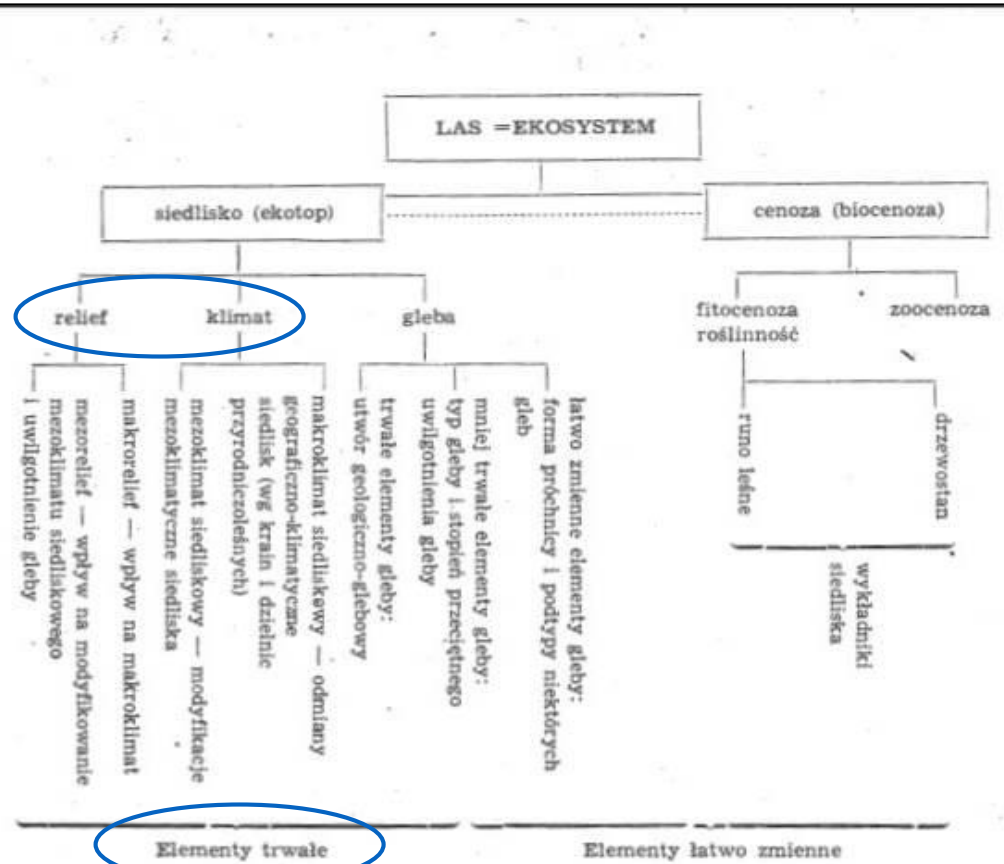 LAS =EKOSYSTEM
siedlisko (ekotop)
cenoza (biocenoza)
relief
klimat
gleba
fitocenoza
roślinność
zoocenoza
mezorelief — wpływ na modyfikowanie
mezoklimatu siedliskowego
i uwilgotnienie gleby
makrorelief — wpływ na makroklimat
mezoklimat siedliskowy — modyfikacje
mezoklimatyczne siedliska
makroklimat siedliskowy — odmiany
geograficzno-klimatyczne
siedlisk (wg krain i dzielnic
przyrodniczoleśnych)
trwałe elementy gleby:
utwór geologiczno-glebowy
mniej trwałe elementy gleby:
typ gleby i stopień przeciętnego
uwilgotnienia gleby
łatwo zmienne elementy gleby:
forma próchnicy i podtypy niektórych
gleb
runo leśne
drzewostan
wykładniki
siedliska
Elementy trwałe
Elementy łatwo zmienne